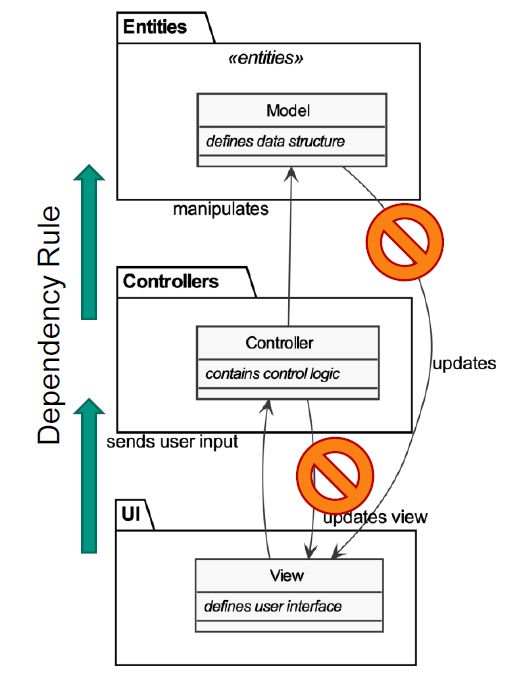 Entities
«entities»
Model
defines data structure
manipulates
Dependency Rule
Controllers
Controller
contains control logic
updates
sends user input
updates view
UI
View
defines user interface